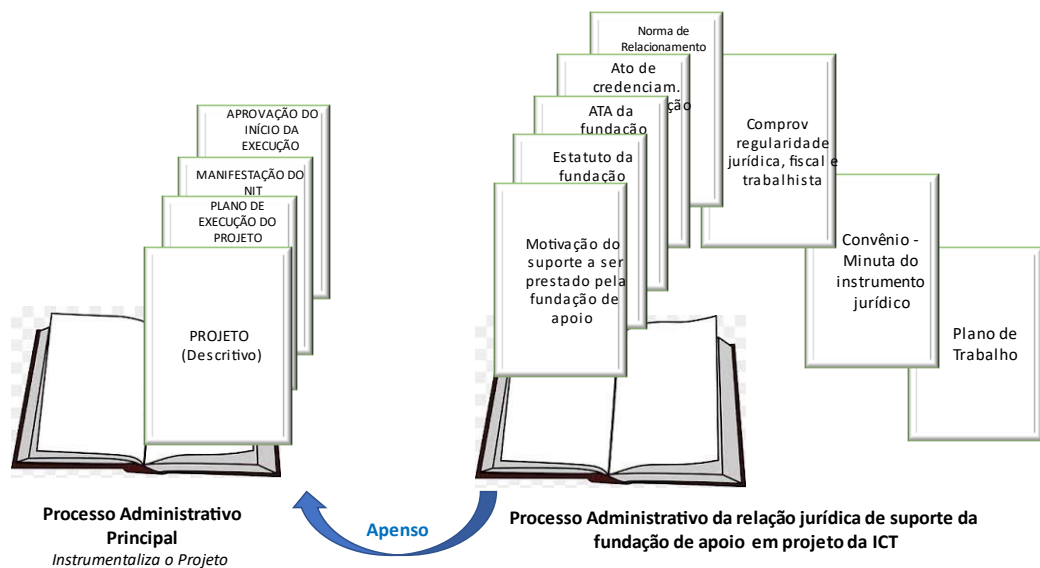 APROVAÇÃO DO
INÍCIO DA
EXECUÇÃO
MANIFESTAÇÃO DO
NIT
PLANO DE
EXECUÇÃO DO
PROJETO
PROJETO
(Descritivo)
Processo Administrativo
Principal
Instrumentaliza o Projeto
Apenso
Norma de
Relacionamento
Ato de
credenciam.
ATA da
fundação
Estatuto da
fundação
Motivação do
suporte a ser
prestado pela
fundação de
apoio
Comprov
regularidade
jurídica, fiscal e
trabalhista
Convênio -
Minuta do
instrumento
jurídico
Plano de
Trabalho
Processo Administrativo da relação jurídica de suporte da
fundação de apoio em projeto da ICT